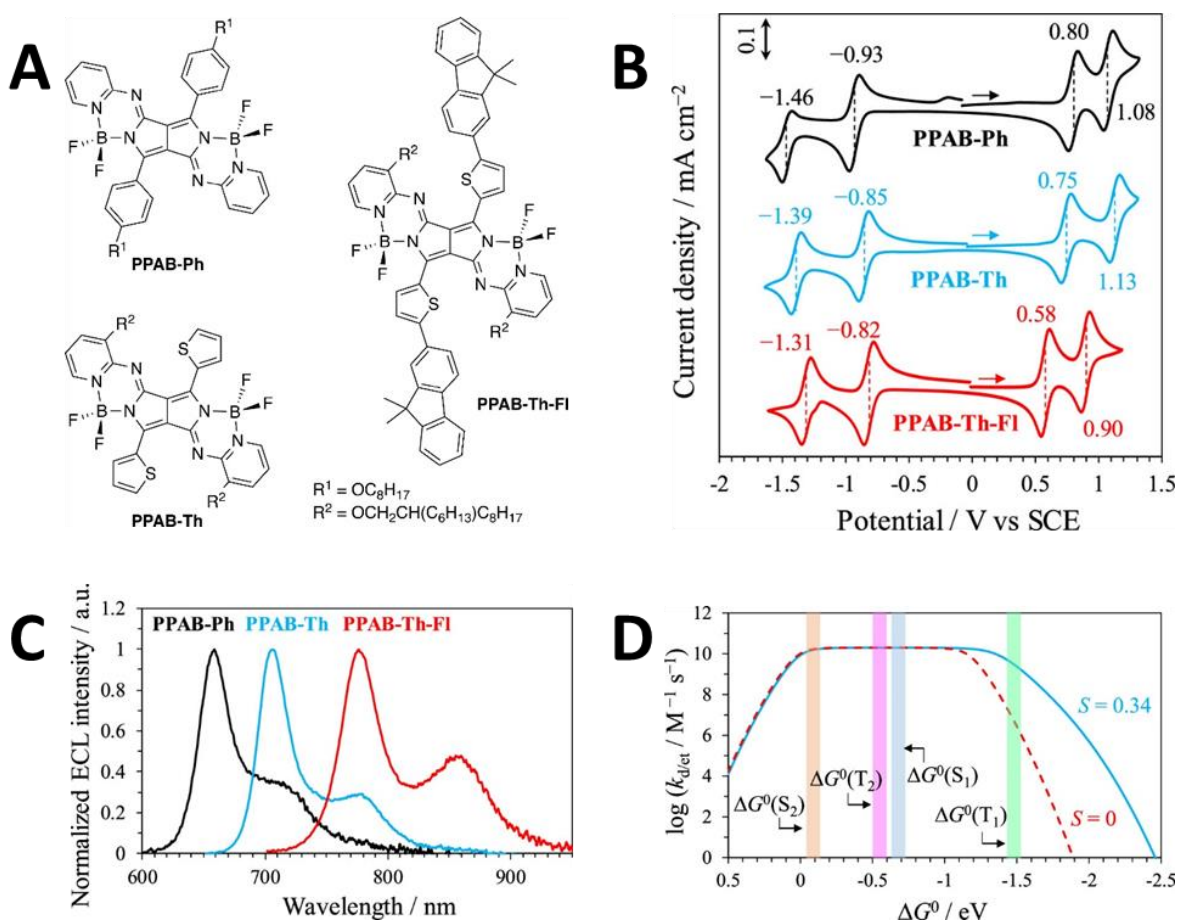 A
R¹
N
N
F
B
N
N
B
F
F
F
N
N
R¹
PPAB-Ph
R²
N
S
N
F
B
N
N
B
F
F
F
N
N
S
R²
PPAB-Th
S
R²
N
N
F
B
N
N
B
F
F
F
N
N
S
R²
PPAB-Th-Fl
R¹ = OC₈H₁₇
R² = OCH₂CH(C₆H₁₃)C₈H₁₇
B
Current density / mA cm⁻²
0.1
−1.46
−0.93
0.80
1.08
PPAB-Ph
−1.39
−0.85
0.75
1.13
PPAB-Th
−1.31
−0.82
0.58
0.90
PPAB-Th-Fl
-2 -1.5 -1 -0.5 0 0.5 1 1.5
Potential / V vs SCE
C
Normalized ECL intensity / a.u.
1.2
1
0.8
0.6
0.4
0.2
0
PPAB-Ph PPAB-Th PPAB-Th-Fl
600 700 800 900
Wavelength / nm
D
log (k_d/et / M⁻¹ s⁻¹)
12
10
8
6
4
2
0
S = 0.34
ΔG⁰(T₂)
ΔG⁰(S₁)
ΔG⁰(S₂)
ΔG⁰(T₁)
S = 0
0.5 0 -0.5 -1 -1.5 -2 -2.5
ΔG⁰ / eV